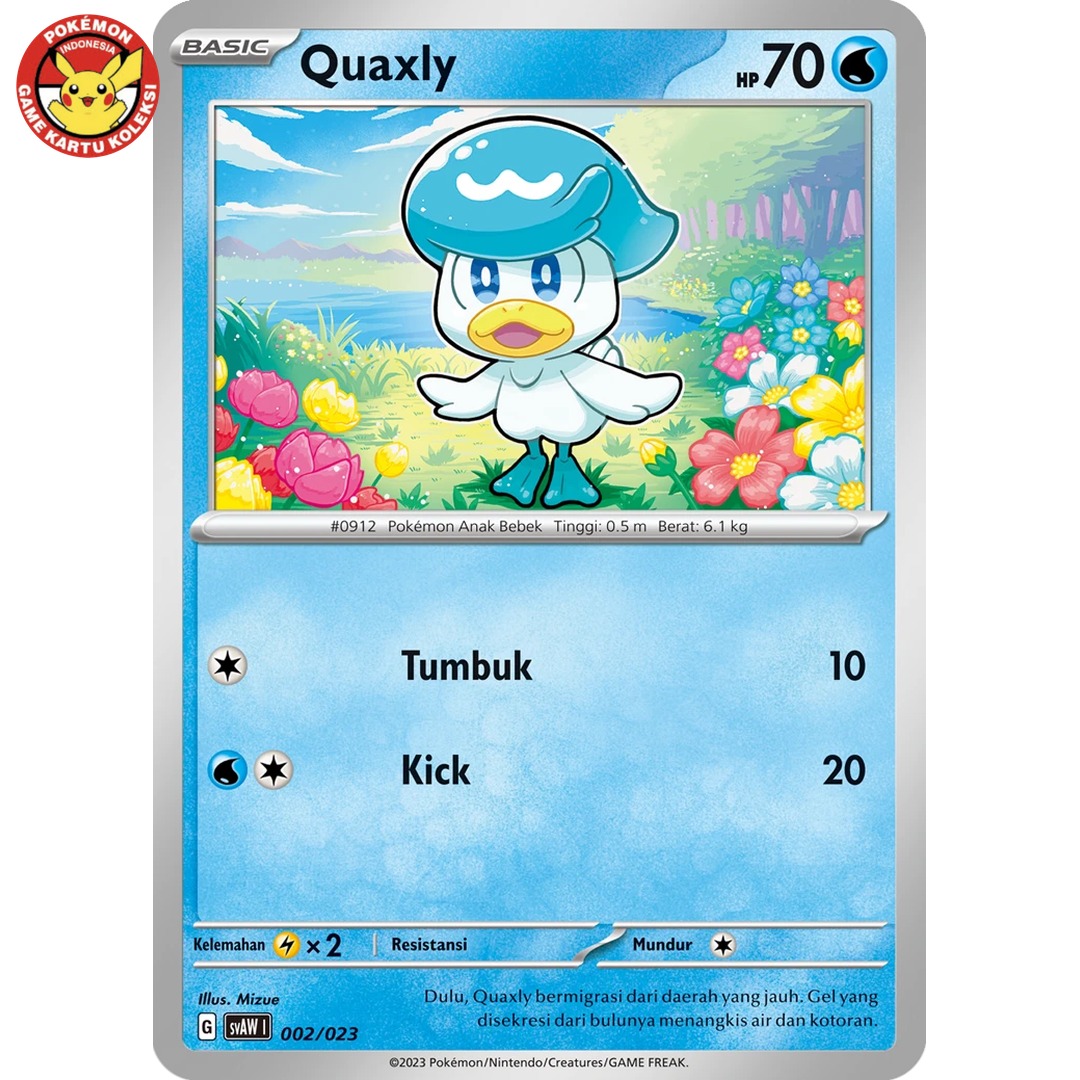 POKÉMON
INDONESIA
GAME KARTU KOLEKSI
BASIC
Quaxly
HP 70
#0912 Pokémon Anak Bebek Tinggi: 0.5 m Berat: 6.1 kg
Tumbuk 10
Kick 20
Kelemahan ×2 Resistansi Mundur
Illus. Mizue
Dulu, Quaxly bermigrasi dari daerah yang jauh. Gel yang
disekresi dari bulunya menangkis air dan kotoran.
G svAW I 002/023
©2023 Pokémon/Nintendo/Creatures/GAME FREAK.